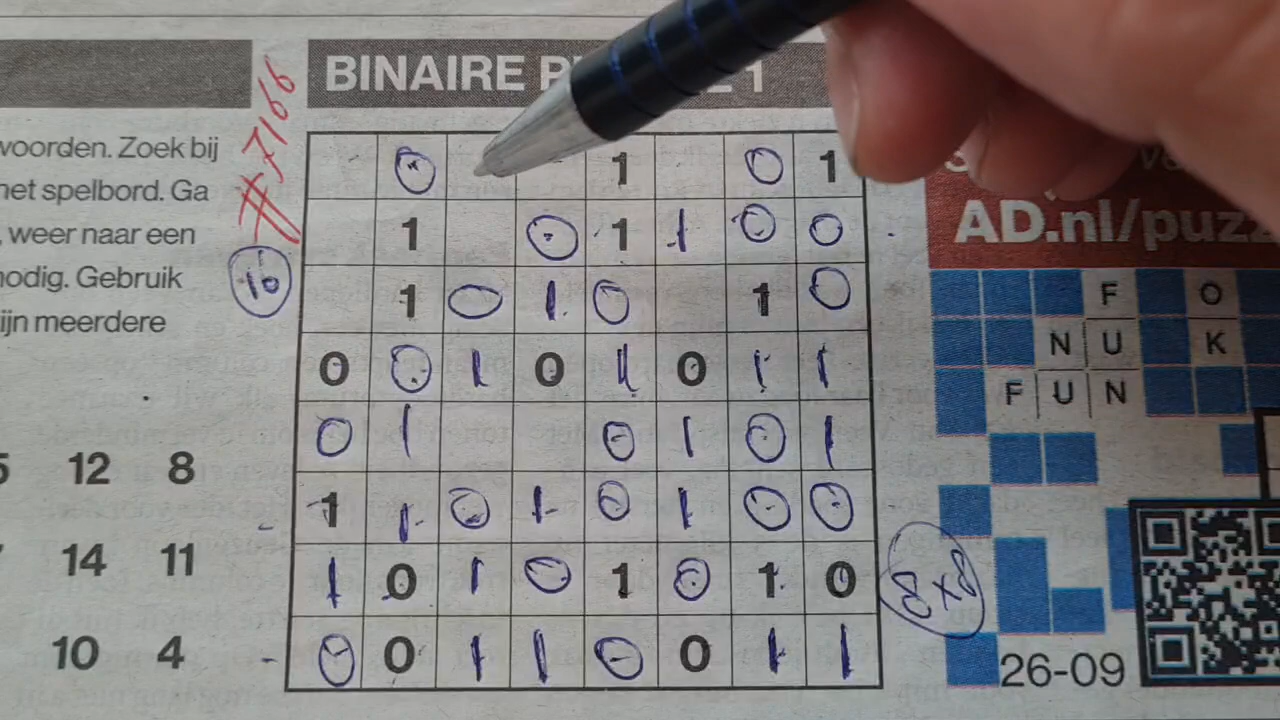 BINAIRE P 1
#7166
voorden. Zoek bij
net spelbord. Ga
, weer naar een
nodig. Gebruik
ijn meerdere
10
0 1 0 1
1 0 1 1 0 0
1 0 1 0 1 0
0 0 1 0 1 0 1 1
0 1 0 1 0 1
1 1 0 1 0 1 0 0
1 0 1 0 1 0 1 0
0 0 1 1 0 0 1 1
5 12 8
14 11
10 4
8x8
AD.nl/puzz
F O
N U K
F U N
26-09